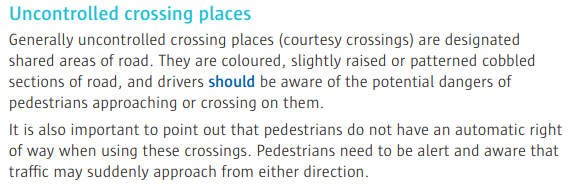 Uncontrolled crossing places
Generally uncontrolled crossing places (courtesy crossings) are designated
shared areas of road. They are coloured, slightly raised or patterned cobbled
sections of road, and drivers should be aware of the potential dangers of
pedestrians approaching or crossing on them.
It is also important to point out that pedestrians do not have an automatic right
of way when using these crossings. Pedestrians need to be alert and aware that
traffic may suddenly approach from either direction.